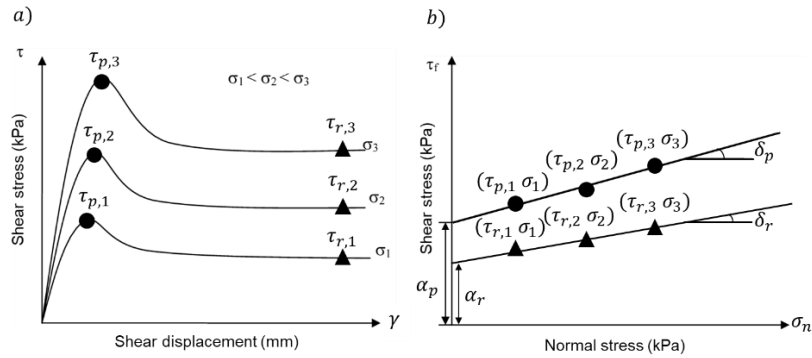 a)
τ
τp,3
σ1 < σ2 < σ3
τp,2
τr,3
σ3
τp,1
τr,2
σ2
τr,1
σ1
Shear stress (kPa)
Shear displacement (mm)
γ
b)
τf
(τp,1 σ1)
(τp,2 σ2)
(τp,3 σ3)
δp
(τr,1 σ1)
(τr,2 σ2)
(τr,3 σ3)
δr
αp
αr
Shear stress (kPa)
Normal stress (kPa)
σn